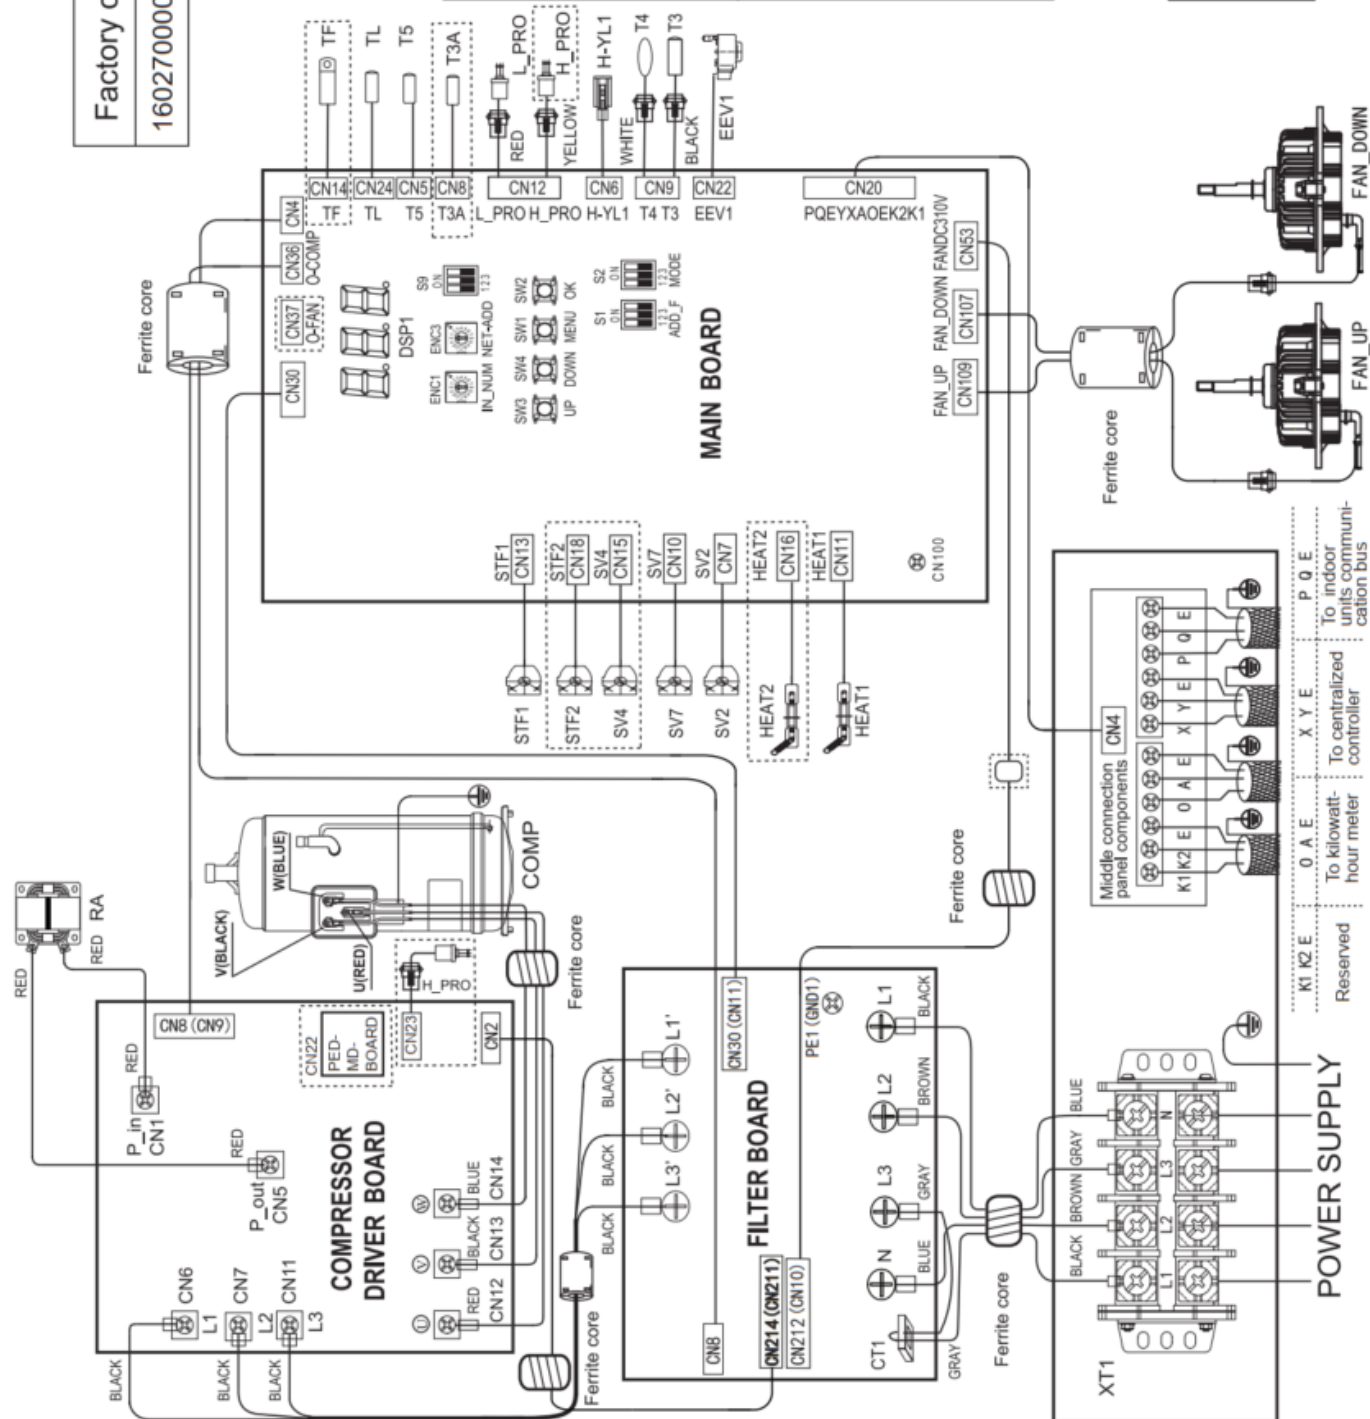 Factory c
160270000
TF
TL
T5
T3A
L_PRO
H_PRO
H-YL1
T4
T3
RED
YELLOW
WHITE
BLACK
EEV1
CN4
CN14
CN24
CN5
CN8
CN12
CN6
CN9
CN22
CN20
TF
TL
T5
T3A
L_PRO H_PRO
H-YL1
T4 T3
EEV1
PQEYXAOEK2K1
Ferrite core
CN36
O-COMP
CN37
O-FAN
CN30
DSP1
S9
ON
123
ENC3
NET-ADD
ENC1
IN_NUM
SW2
OK
SW1
MENU
SW4
DOWN
SW3
UP
S2
ON
123
MODE
S1
ON
123
ADD_F
MAIN BOARD
FANDC310V
CN53
FAN_DOWN
CN107
FAN_UP
CN109
Ferrite core
FAN_DOWN
FAN_UP
STF1
CN13
STF2
CN18
SV4
CN15
SV7
CN10
SV2
CN7
HEAT2
CN16
HEAT1
CN11
CN100
STF1
STF2
SV4
SV7
SV2
HEAT2
HEAT1
RA
RED
RED
V(BLACK)
W(BLUE)
U(RED)
COMP
Ferrite core
H_PRO
CN8 (CN9)
CN22
PED-
MD-
BOARD
CN23
CN2
RED
P_in
CN1
RED
P_out
CN5
COMPRESSOR
DRIVER BOARD
W
BLUE
CN14
V
BLACK
CN13
U
RED
CN12
CN6
L1
CN7
L2
CN11
L3
BLACK
BLACK
BLACK
Ferrite core
Ferrite core
BLACK
L1'
BLACK
L2'
BLACK
L3'
CN30 (CN11)
PE1 (GND1)
FILTER BOARD
CN8
CN214 (CN211)
CN212 (CN10)
L1
BLACK
L2
BROWN
L3
GRAY
N
BLUE
CT1
GRAY
Ferrite core
Ferrite core
Middle connection
panel components
CN4
K1 K2 E O A E X Y E P Q E
K1 K2 E
Reserved
O A E
To kilowatt-
hour meter
X Y E
To centralized
controller
P Q E
To indoor
units communi-
cation bus
BLACK
BROWN
GRAY
BLUE
L1
L2
L3
N
XT1
POWER SUPPLY